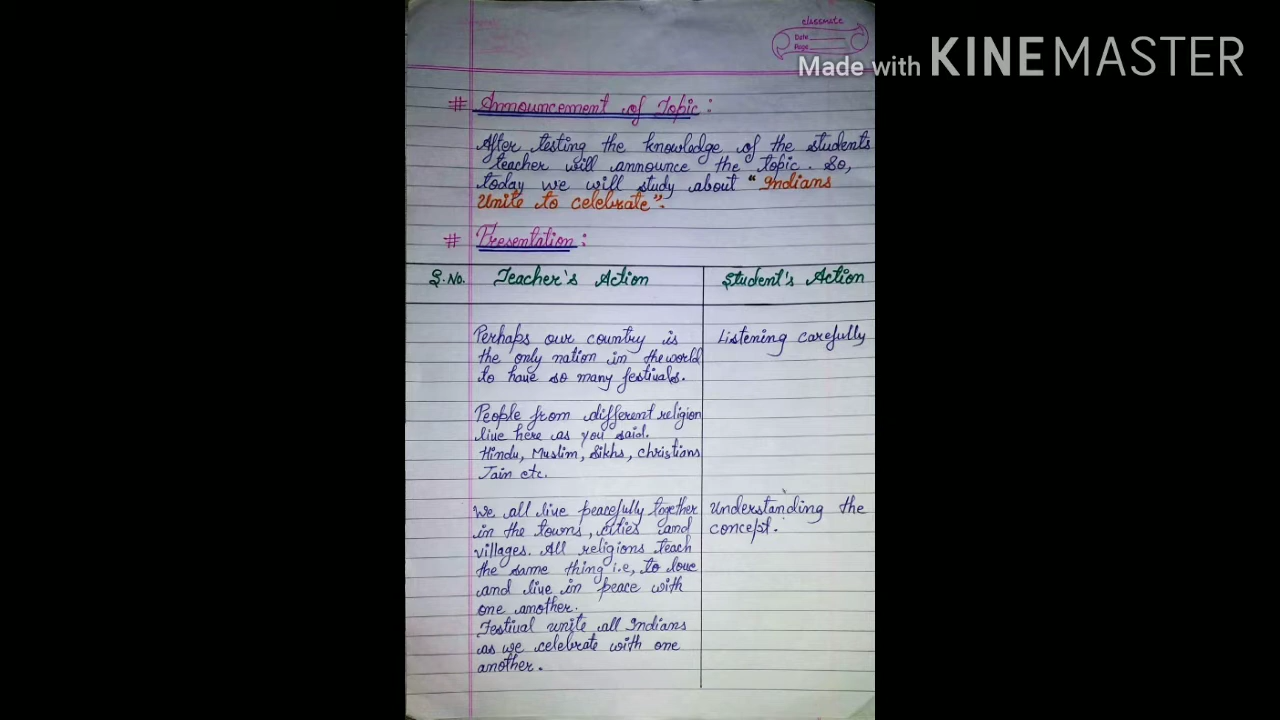 classmate
Date
Page
Made with KINEMASTER
# Announcement of Topic :
After testing the knowledge of the students
teacher will announce the topic. So,
today we will study about "Indians
Unite to celebrate".
# Presentation :
S.No. Teacher's Action Student's Action
Perhaps our country is Listening carefully
the only nation in the world
to have so many festivals.
People from different religion
live here as you said.
Hindu, Muslim, Sikhs, Christians
Jain etc.
We all live peacefully together Understanding the
in the towns, cities and concept.
villages. All religions teach
the same thing i.e, to love
and live in peace with
one another.
Festival unite all Indians
as we celebrate with one
another.